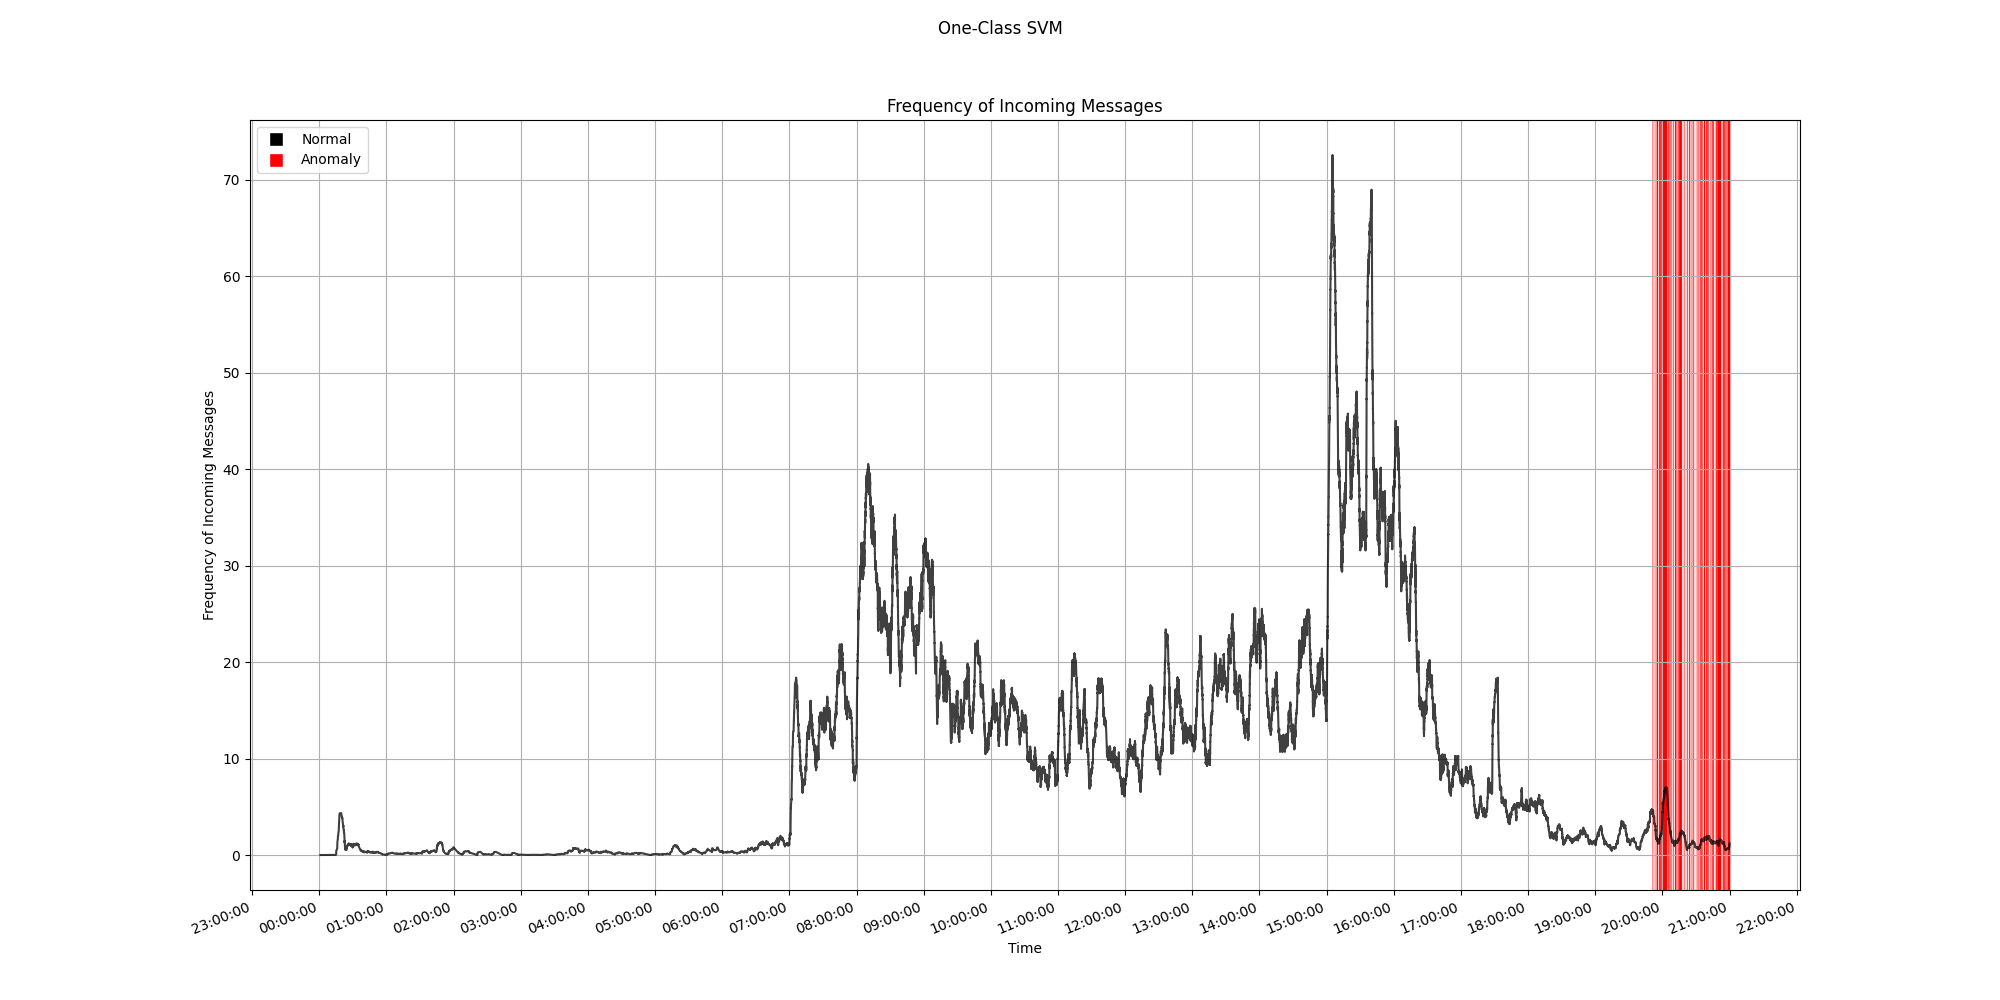 One-Class SVM
Frequency of Incoming Messages
Normal
Anomaly
Frequency of Incoming Messages
70
60
50
40
30
20
10
0
23:00:00 00:00:00 01:00:00 02:00:00 03:00:00 04:00:00 05:00:00 06:00:00 07:00:00 08:00:00 09:00:00 10:00:00 11:00:00 12:00:00 13:00:00 14:00:00 15:00:00 16:00:00 17:00:00 18:00:00 19:00:00 20:00:00 21:00:00 22:00:00
Time